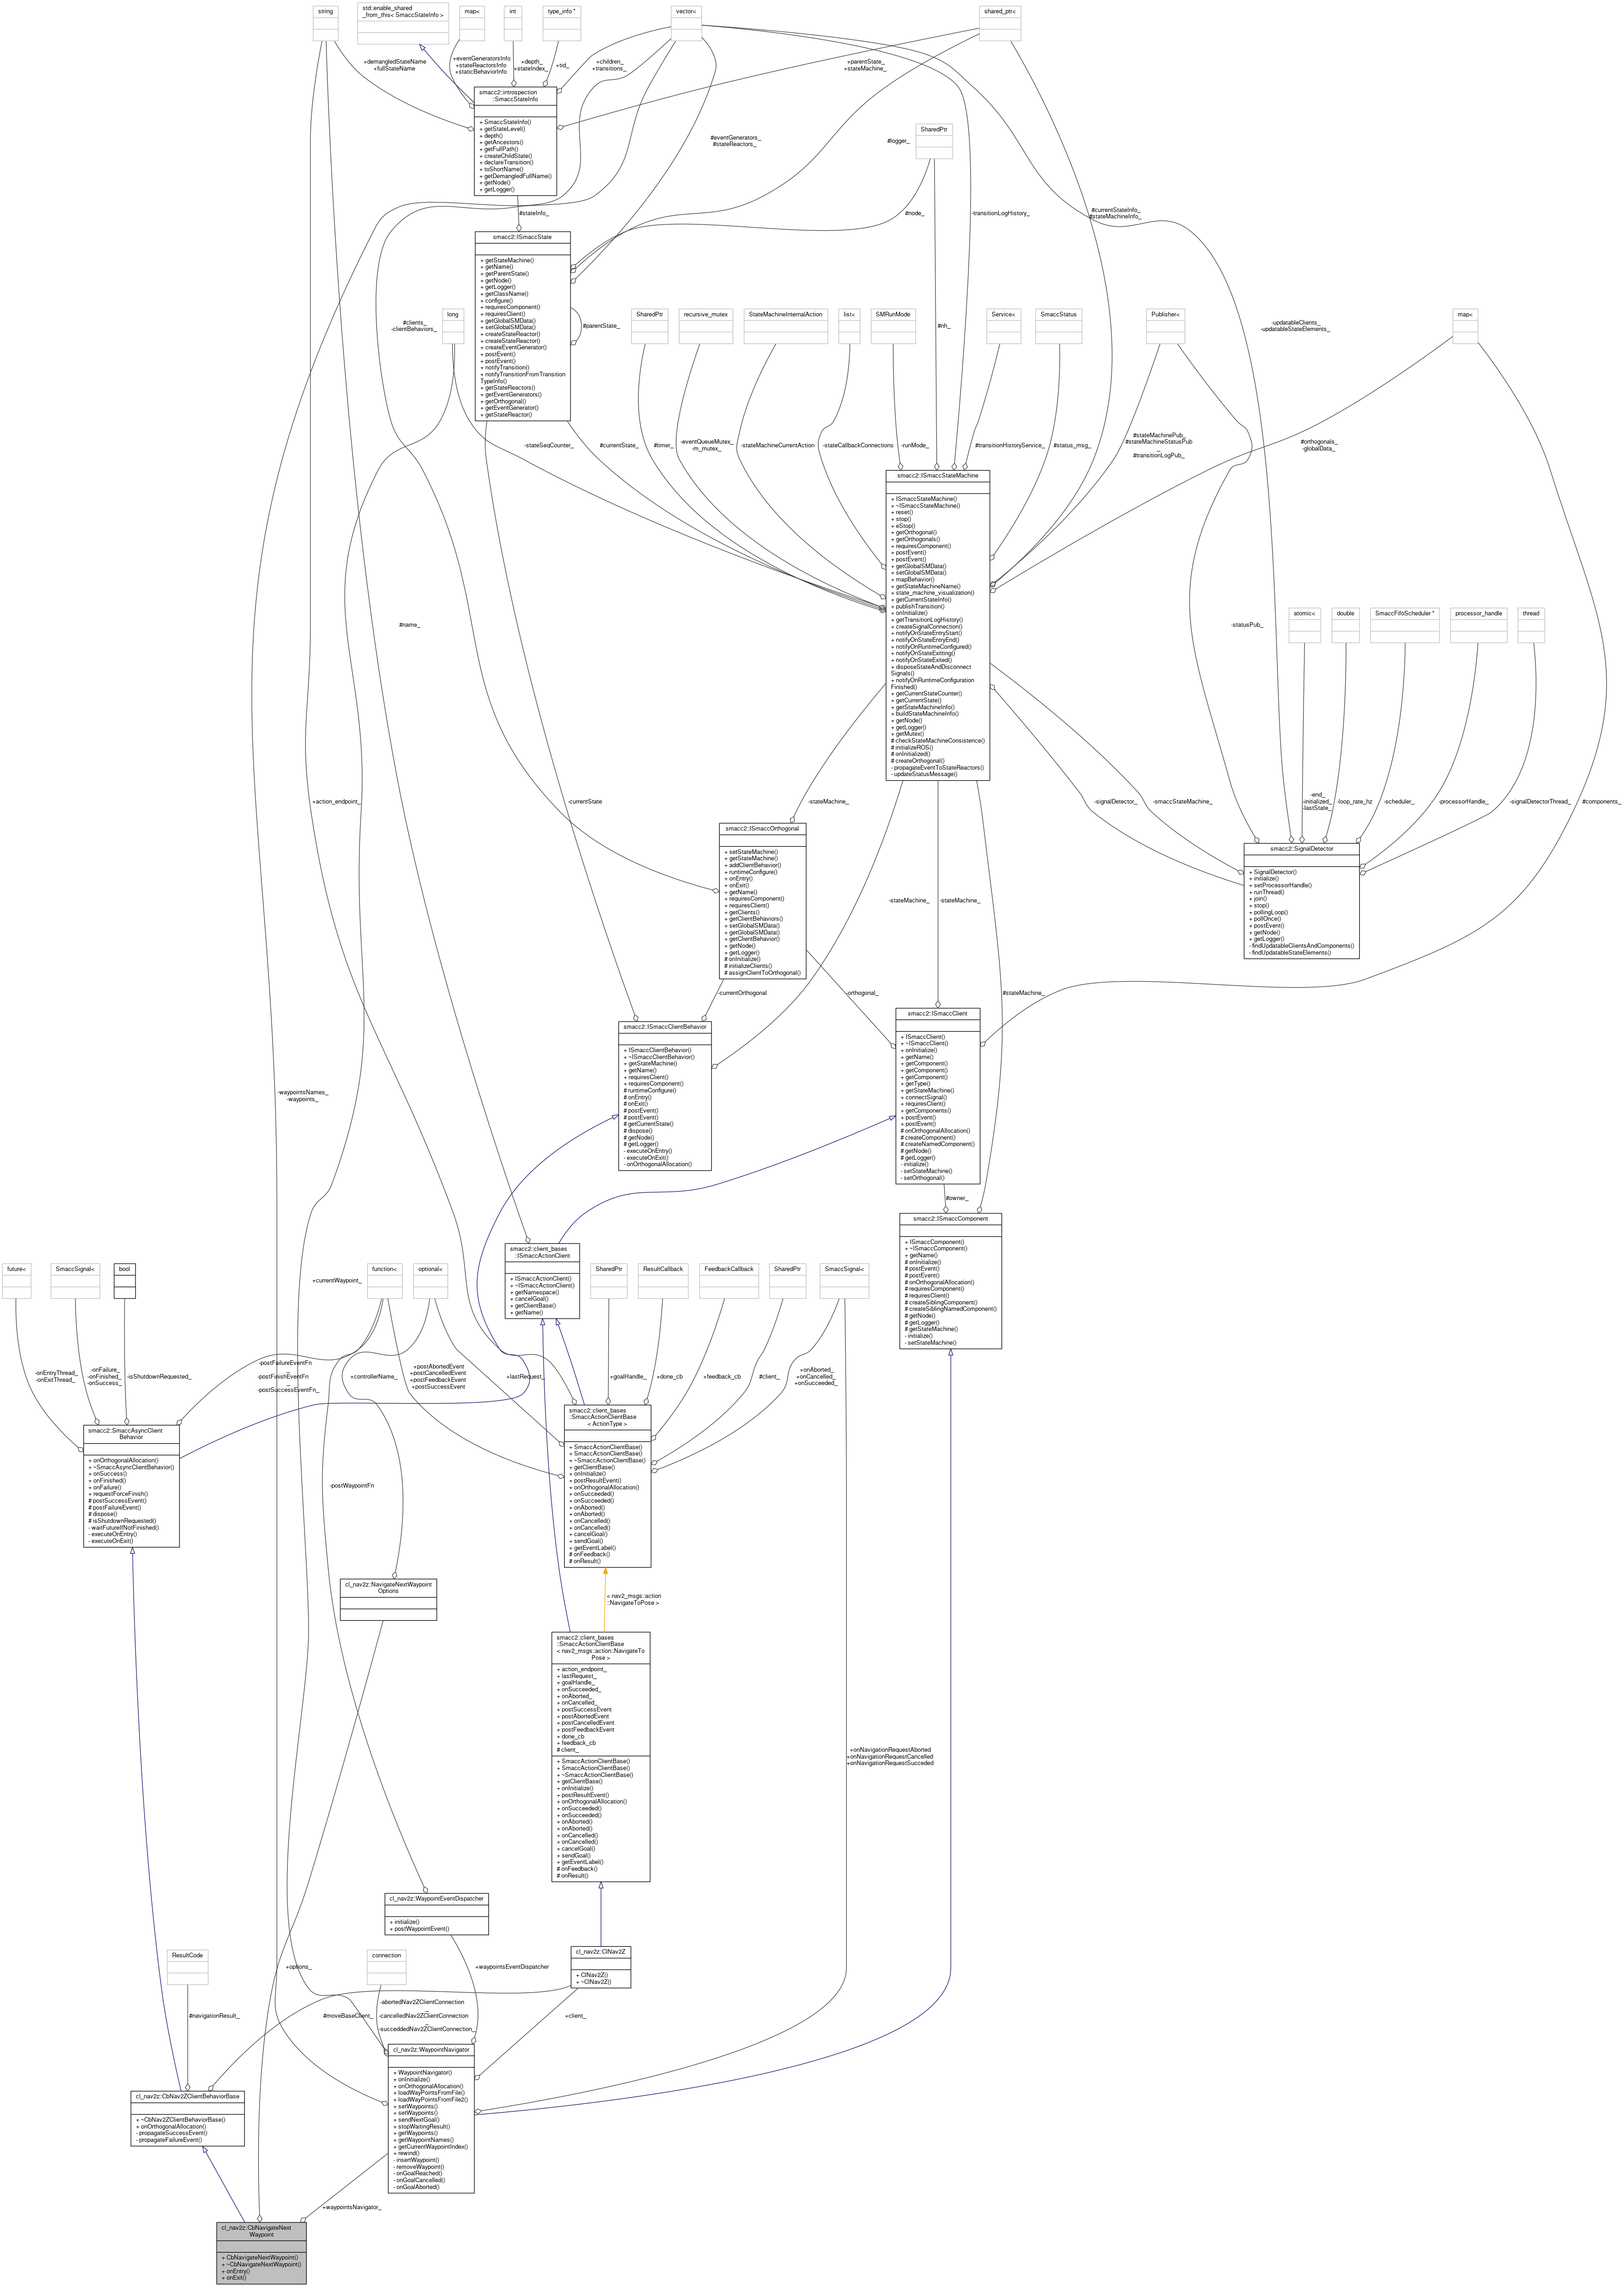 string
std::enable_shared
_from_this< SmaccStateInfo >
map<
int
type_info *
vector<
shared_ptr<
+demangledStateName
+fullStateName
+eventGeneratorsInfo
+stateReactorsInfo
+staticBehaviorInfo
+depth_
+stateIndex_
+tid_
+children_
+transitions_
+parentState_
+stateMachine_
smacc2::introspection
::SmaccStateInfo
+ SmaccStateInfo()
+ getStateLevel()
+ depth()
+ getAncestors()
+ getFullPath()
+ createChildState()
+ declareTransition()
+ toShortName()
+ getDemangledFullName()
+ getNode()
+ getLogger()
#eventGenerators_
#stateReactors_
#logger_
SharedPtr
#stateInfo_
#node_
-transitionLogHistory_
#currentStateInfo_
#stateMachineInfo_
smacc2::ISmaccState
+ getStateMachine()
+ getName()
+ getParentState()
+ getNode()
+ getLogger()
+ getClassName()
+ configure()
+ requiresComponent()
+ requiresClient()
+ getGlobalSMData()
+ setGlobalSMData()
+ createStateReactor()
+ createStateReactor()
+ createEventGenerator()
+ postEvent()
+ postEvent()
+ notifyTransition()
+ notifyTransitionFromTransition
TypeInfo()
+ getStateReactors()
+ getEventGenerators()
+ getOrthogonal()
+ getEventGenerator()
+ getStateReactor()
#parentState_
#clients_
-clientBehaviors_
long
SharedPtr
recursive_mutex
StateMachineInternalAction
list<
SMRunMode
#nh_
Service<
SmaccStatus
Publisher<
-updatableClients_
-updatableStateElements_
map<
-stateSeqCounter_
#currentState_
#timer_
-eventQueueMutex_
-m_mutex_
-stateMachineCurrentAction
-stateCallbackConnections
-runMode_
#transitionHistoryService_
#status_msg_
#stateMachinePub_
#stateMachineStatusPub
_
#transitionLogPub_
#orthogonals_
-globalData_
smacc2::ISmaccStateMachine
+ ISmaccStateMachine()
+ ~ISmaccStateMachine()
+ reset()
+ stop()
+ eStop()
+ getOrthogonal()
+ getOrthogonals()
+ requiresComponent()
+ postEvent()
+ postEvent()
+ getGlobalSMData()
+ setGlobalSMData()
+ mapBehavior()
+ getStateMachineName()
+ state_machine_visualization()
+ getCurrentStateInfo()
+ publishTransition()
+ onInitialize()
+ getTransitionLogHistory()
+ createSignalConnection()
+ notifyOnStateEntryStart()
+ notifyOnStateEntryEnd()
+ notifyOnRuntimeConfigured()
+ notifyOnStateExitting()
+ notifyOnStateExited()
+ disposeStateAndDisconnect
Signals()
+ notifyOnRuntimeConfiguration
Finished()
+ getCurrentStateCounter()
+ getCurrentState()
+ getStateMachineInfo()
+ buildStateMachineInfo()
+ getNode()
+ getLogger()
+ getMutex()
# checkStateMachineConsistence()
# initializeROS()
# onInitialized()
# createOrthogonal()
- propagateEventToStateReactors()
- updateStatusMessage()
#name_
-statusPub_
atomic<
double
SmaccFifoScheduler *
processor_handle
thread
+action_endpoint_
-currentState
-stateMachine_
-signalDetector_
-smaccStateMachine_
-end_
-initialized_
-lastState_
-loop_rate_hz
-scheduler_
-processorHandle_
-signalDetectorThread_
#components_
smacc2::ISmaccOrthogonal
+ setStateMachine()
+ getStateMachine()
+ addClientBehavior()
+ runtimeConfigure()
+ onEntry()
+ onExit()
+ getName()
+ requiresComponent()
+ requiresClient()
+ getClients()
+ getClientBehaviors()
+ setGlobalSMData()
+ getGlobalSMData()
+ getClientBehavior()
+ getNode()
+ getLogger()
# onInitialize()
# initializeClients()
# assignClientToOrthogonal()
smacc2::SignalDetector
+ SignalDetector()
+ initialize()
+ setProcessorHandle()
+ runThread()
+ join()
+ stop()
+ pollingLoop()
+ pollOnce()
+ postEvent()
+ getNode()
+ getLogger()
- findUpdatableClientsAndComponents()
- findUpdatableStateElements()
-stateMachine_
-stateMachine_
-currentOrthogonal
-orthogonal_
#stateMachine_
smacc2::ISmaccClientBehavior
+ ISmaccClientBehavior()
+ ~ISmaccClientBehavior()
+ getStateMachine()
+ getName()
+ requiresClient()
+ requiresComponent()
# runtimeConfigure()
# onEntry()
# onExit()
# postEvent()
# postEvent()
# getCurrentState()
# dispose()
# getNode()
# getLogger()
- executeOnEntry()
- executeOnExit()
- onOrthogonalAllocation()
smacc2::ISmaccClient
+ ISmaccClient()
+ ~ISmaccClient()
+ onInitialize()
+ getName()
+ getComponent()
+ getComponent()
+ getComponent()
+ getType()
+ getStateMachine()
+ connectSignal()
+ requiresClient()
+ getComponents()
+ postEvent()
+ postEvent()
# onOrthogonalAllocation()
# createComponent()
# createNamedComponent()
# getNode()
# getLogger()
- initialize()
- setStateMachine()
- setOrthogonal()
-waypointsNames_
-waypoints_
#owner_
smacc2::ISmaccComponent
+ ISmaccComponent()
+ ~ISmaccComponent()
+ getName()
# onInitialize()
# postEvent()
# postEvent()
# onOrthogonalAllocation()
# requiresComponent()
# requiresClient()
# createSiblingComponent()
# createSiblingNamedComponent()
# getNode()
# getLogger()
# getStateMachine()
- initialize()
- setStateMachine()
smacc2::client_bases
::ISmaccActionClient
+ ISmaccActionClient()
+ ~ISmaccActionClient()
+ getNamespace()
+ cancelGoal()
+ getClientBase()
+ getName()
future<
SmaccSignal<
bool
+currentWaypoint_
function<
optional<
SharedPtr
ResultCallback
FeedbackCallback
SharedPtr
SmaccSignal<
-onEntryThread_
-onExitThread_
-onFailure_
-onFinished_
-onSuccess_
-isShutdownRequested_
-postFailureEventFn
_
-postFinishEventFn
_
-postSuccessEventFn_
+controllerName_
+postAbortedEvent
+postCancelledEvent
+postFeedbackEvent
+postSuccessEvent
+lastRequest_
+goalHandle_
+done_cb
+feedback_cb
#client_
+onAborted_
+onCancelled_
+onSucceeded_
smacc2::SmaccAsyncClient
Behavior
+ onOrthogonalAllocation()
+ ~SmaccAsyncClientBehavior()
+ onSuccess()
+ onFinished()
+ onFailure()
+ requestForceFinish()
# postSuccessEvent()
# postFailureEvent()
# dispose()
# isShutdownRequested()
- waitFutureIfNotFinished()
- executeOnEntry()
- executeOnExit()
smacc2::client_bases
::SmaccActionClientBase
< ActionType >
+ SmaccActionClientBase()
+ SmaccActionClientBase()
+ ~SmaccActionClientBase()
+ getClientBase()
+ onInitialize()
+ postResultEvent()
+ onOrthogonalAllocation()
+ onSucceeded()
+ onSucceeded()
+ onAborted()
+ onAborted()
+ onCancelled()
+ onCancelled()
+ cancelGoal()
+ sendGoal()
+ getEventLabel()
# onFeedback()
# onResult()
-postWaypointFn
cl_nav2z::NavigateNextWaypoint
Options
< nav2_msgs::action
::NavigateToPose >
smacc2::client_bases
::SmaccActionClientBase
< nav2_msgs::action::NavigateTo
Pose >
+ action_endpoint_
+ lastRequest_
+ goalHandle_
+ onSucceeded_
+ onAborted_
+ onCancelled_
+ postSuccessEvent
+ postAbortedEvent
+ postCancelledEvent
+ postFeedbackEvent
+ done_cb
+ feedback_cb
# client_
+ SmaccActionClientBase()
+ SmaccActionClientBase()
+ ~SmaccActionClientBase()
+ getClientBase()
+ onInitialize()
+ postResultEvent()
+ onOrthogonalAllocation()
+ onSucceeded()
+ onSucceeded()
+ onAborted()
+ onAborted()
+ onCancelled()
+ onCancelled()
+ cancelGoal()
+ sendGoal()
+ getEventLabel()
# onFeedback()
# onResult()
+onNavigationRequestAborted
+onNavigationRequestCancelled
+onNavigationRequestSucceded
cl_nav2z::WaypointEventDispatcher
+ initialize()
+ postWaypointEvent()
ResultCode
+options_
connection
+waypointsEventDispatcher
cl_nav2z::ClNav2Z
+ ClNav2Z()
+ ~ClNav2Z()
#navigationResult_
#moveBaseClient_
-abortedNav2ZClientConnection
_
-cancelledNav2ZClientConnection
_
-succeddedNav2ZClientConnection_
+client_
cl_nav2z::WaypointNavigator
+ WaypointNavigator()
+ onInitialize()
+ onOrthogonalAllocation()
+ loadWayPointsFromFile()
+ loadWayPointsFromFile2()
+ setWaypoints()
+ setWaypoints()
+ sendNextGoal()
+ stopWaitingResult()
+ getWaypoints()
+ getWaypointNames()
+ getCurrentWaypointIndex()
+ rewind()
- insertWaypoint()
- removeWaypoint()
- onGoalReached()
- onGoalCancelled()
- onGoalAborted()
cl_nav2z::CbNav2ZClientBehaviorBase
+ ~CbNav2ZClientBehaviorBase()
+ onOrthogonalAllocation()
- propagateSuccessEvent()
- propagateFailureEvent()
+waypointsNavigator_
cl_nav2z::CbNavigateNext
Waypoint
+ CbNavigateNextWaypoint()
+ ~CbNavigateNextWaypoint()
+ onEntry()
+ onExit()